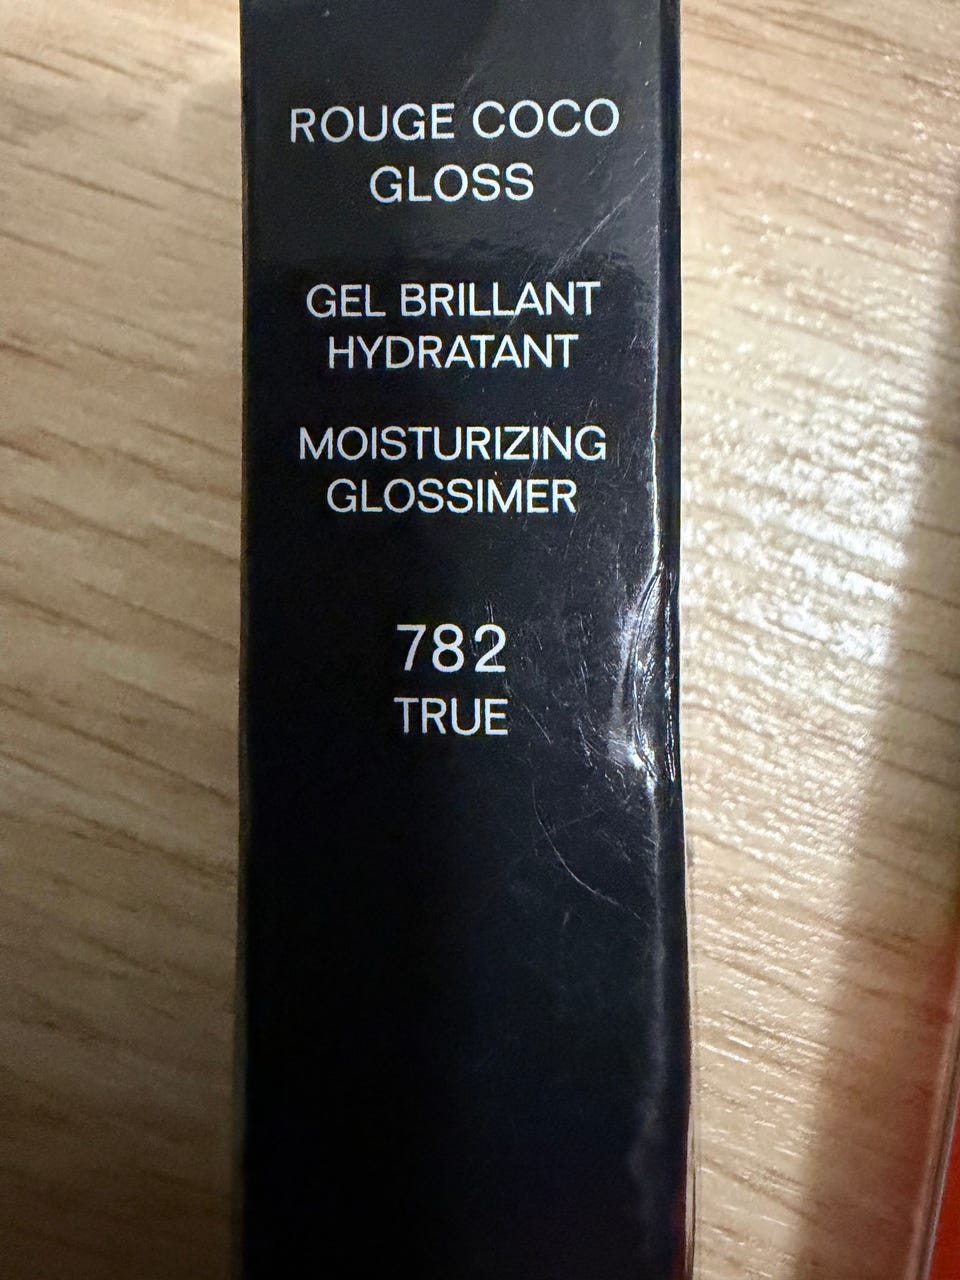 ROUGE COCO
GLOSS
GEL BRILLANT
HYDRATANT
MOISTURIZING
GLOSSIMER
782
TRUE